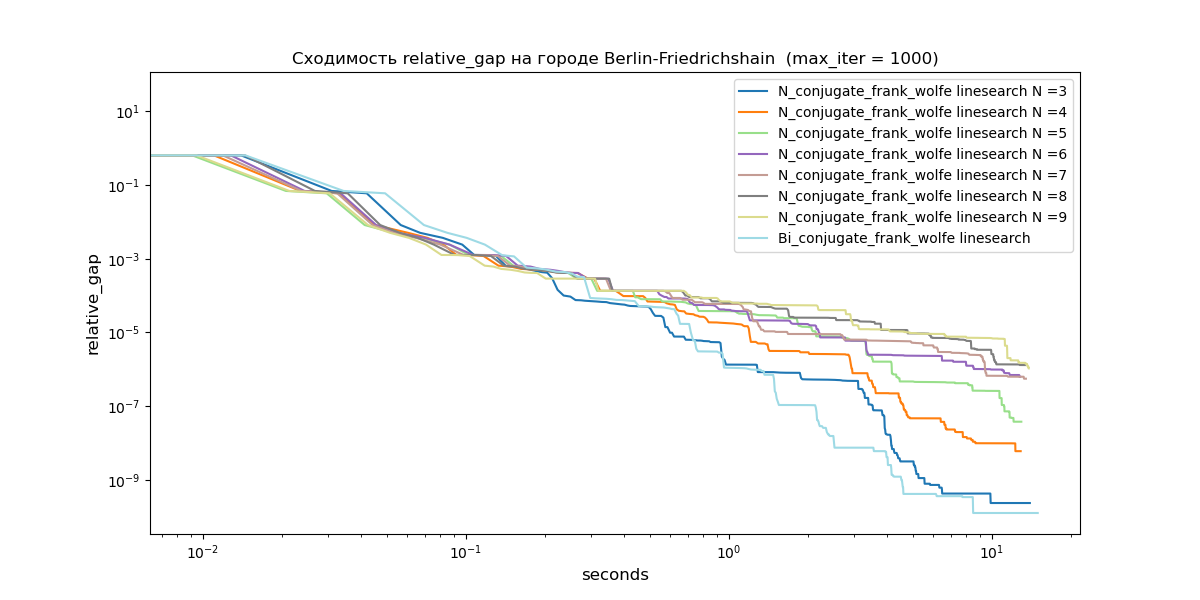 Сходимость relative_gap на городе Berlin-Friedrichshain (max_iter = 1000)
N_conjugate_frank_wolfe linesearch N =3
N_conjugate_frank_wolfe linesearch N =4
N_conjugate_frank_wolfe linesearch N =5
N_conjugate_frank_wolfe linesearch N =6
N_conjugate_frank_wolfe linesearch N =7
N_conjugate_frank_wolfe linesearch N =8
N_conjugate_frank_wolfe linesearch N =9
Bi_conjugate_frank_wolfe linesearch
relative_gap
10¹
10⁻¹
10⁻³
10⁻⁵
10⁻⁷
10⁻⁹
10⁻²
10⁻¹
10⁰
10¹
seconds